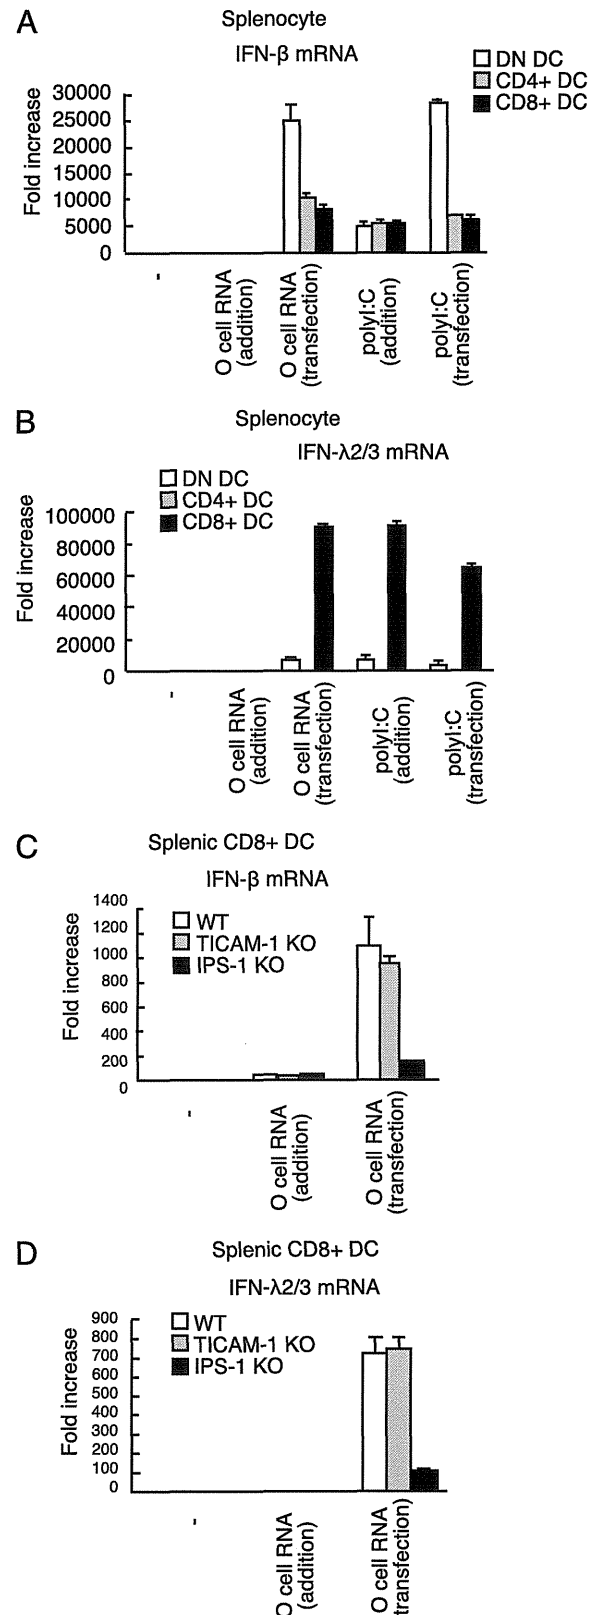 A
Splenocyte
IFN-β mRNA
DN DC
CD4+ DC
CD8+ DC
Fold increase
30000
25000
20000
15000
10000
5000
0
-
O cell RNA
(addition)
O cell RNA
(transfection)
polyI:C
(addition)
polyI:C
(transfection)
B
Splenocyte
IFN-λ2/3 mRNA
DN DC
CD4+ DC
CD8+ DC
Fold increase
100000
80000
60000
40000
20000
0
-
O cell RNA
(addition)
O cell RNA
(transfection)
polyI:C
(addition)
polyI:C
(transfection)
C
Splenic CD8+ DC
IFN-β mRNA
WT
TICAM-1 KO
IPS-1 KO
Fold increase
1400
1200
1000
800
600
400
200
0
-
O cell RNA
(addition)
O cell RNA
(transfection)
D
Splenic CD8+ DC
IFN-λ2/3 mRNA
WT
TICAM-1 KO
IPS-1 KO
Fold increase
900
800
700
600
500
400
300
200
100
0
-
O cell RNA
(addition)
O cell RNA
transfection)